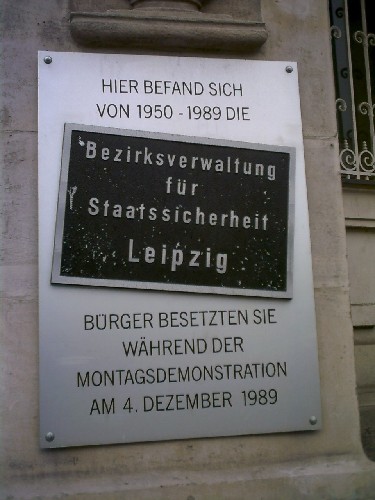 HIER BEFAND SICH
VON 1950 - 1989 DIE
Bezirksverwaltung
für
Staatssicherheit
Leipzig
BÜRGER BESETZTEN SIE
WÄHREND DER
MONTAGSDEMONSTRATION
AM 4. DEZEMBER 1989